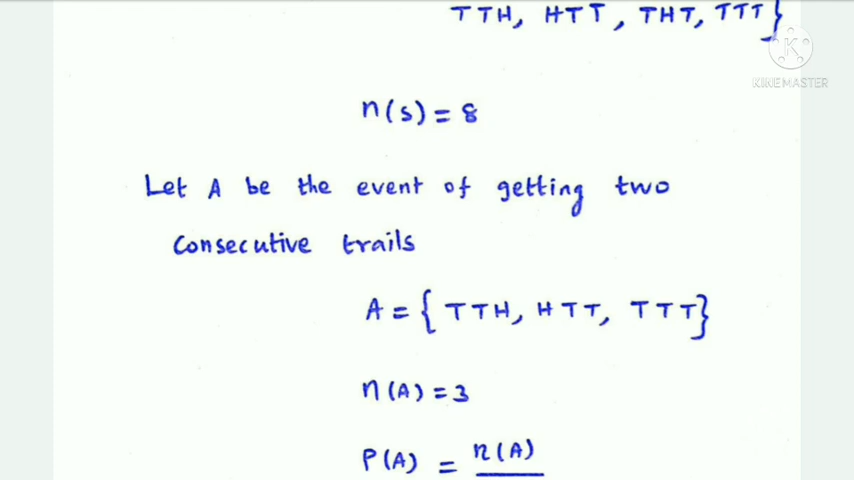 TTH, HTT, THT, TTT}
K
KINEMASTER
n(s) = 8
Let A be the event of getting two
consecutive trails
A = { TTH, HTT, TTT}
n(A) = 3
P(A) = n(A)